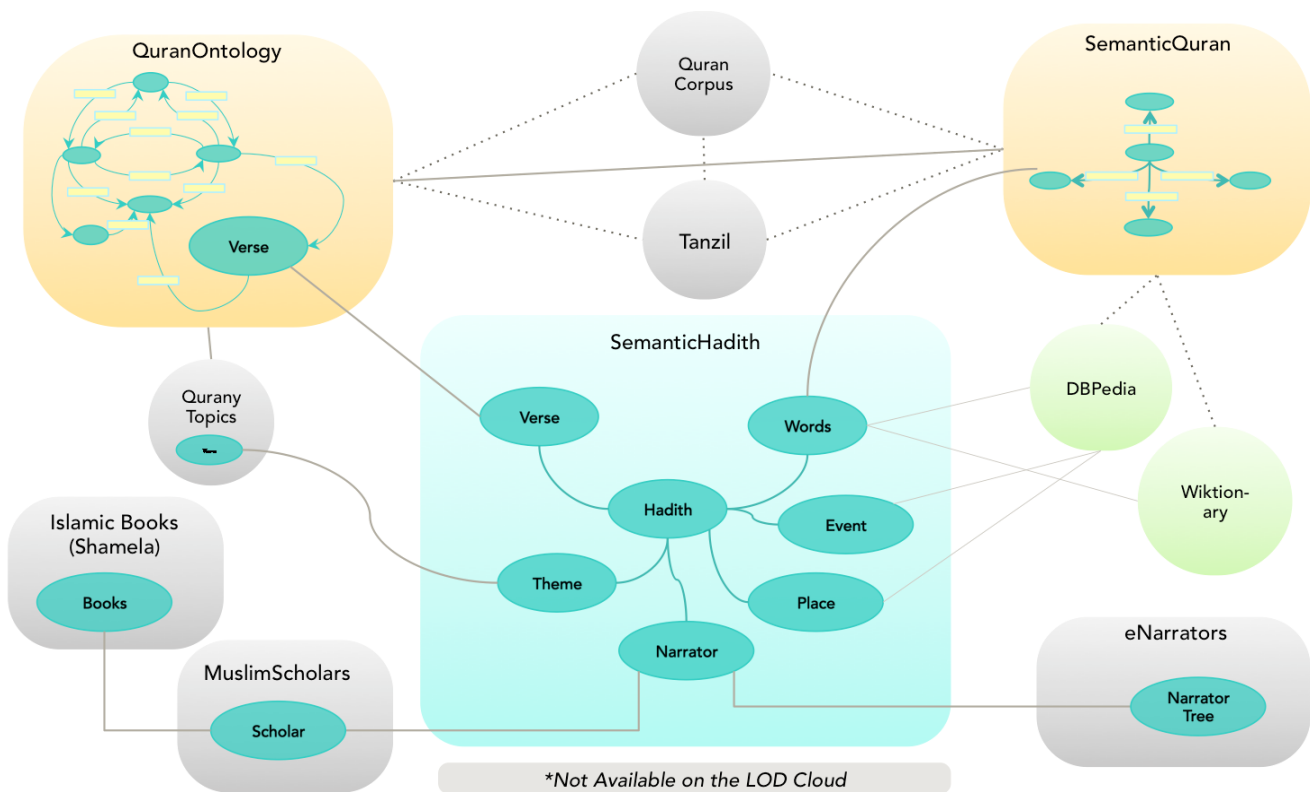 QuranOntology
Verse
Quran
Corpus
Tanzil
SemanticQuran
SemanticHadith
Verse
Words
Hadith
Event
Theme
Place
Narrator
DBPedia
Wiktion-
ary
Qurany
Topics
Islamic Books
(Shamela)
Books
MuslimScholars
Scholar
eNarrators
Narrator
Tree
*Not Available on the LOD Cloud